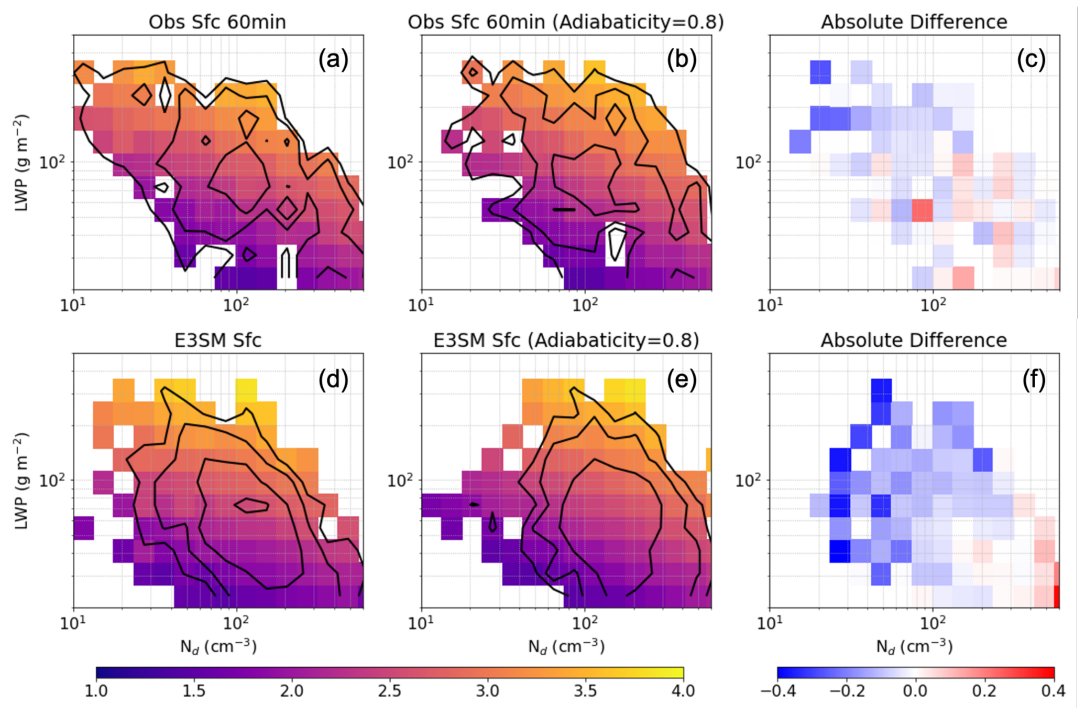 Obs Sfc 60min
Obs Sfc 60min (Adiabaticity=0.8)
Absolute Difference
(a)
(b)
(c)
LWP (g m⁻²)
10²
10¹
10²
10¹
10²
10¹
10²
E3SM Sfc
E3SM Sfc (Adiabaticity=0.8)
Absolute Difference
(d)
(e)
(f)
LWP (g m⁻²)
10²
10¹
10²
10¹
10²
10¹
10²
N_d (cm⁻³)
N_d (cm⁻³)
N_d (cm⁻³)
1.0 1.5 2.0 2.5 3.0 3.5 4.0
−0.4 −0.2 0.0 0.2 0.4